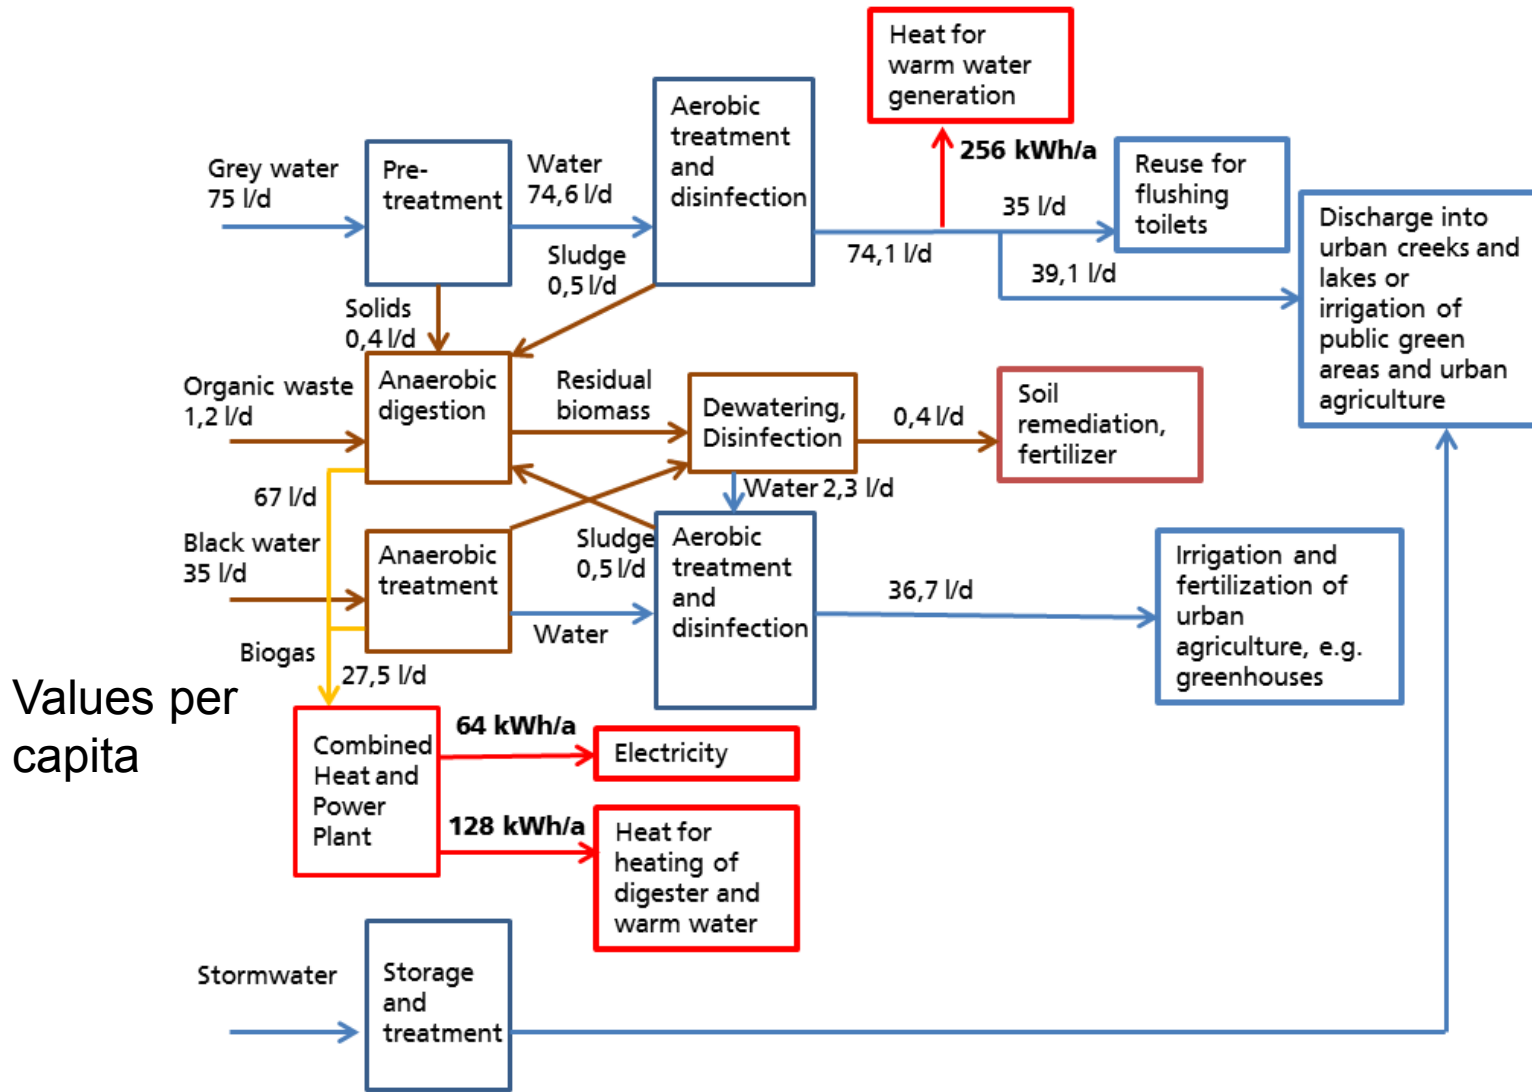 Heat for
warm water
generation
256 kWh/a
Grey water
75 l/d
Pre-
treatment
Water
74,6 l/d
Aerobic
treatment
and
disinfection
74,1 l/d
35 l/d
Reuse for
flushing
toilets
39,1 l/d
Discharge into
urban creeks and
lakes or
irrigation of
public green
areas and urban
agriculture
Solids
0,4 l/d
Sludge
0,5 l/d
Organic waste
1,2 l/d
Anaerobic
digestion
Residual
biomass
Dewatering,
Disinfection
0,4 l/d
Soil
remediation,
fertilizer
67 l/d
Water 2,3 l/d
Black water
35 l/d
Anaerobic
treatment
Sludge
0,5 l/d
Water
Aerobic
treatment
and
disinfection
36,7 l/d
Irrigation and
fertilization of
urban
agriculture, e.g.
greenhouses
Biogas
27,5 l/d
Values per
capita
Combined
Heat and
Power
Plant
64 kWh/a
Electricity
128 kWh/a
Heat for
heating of
digester and
warm water
Stormwater
Storage
and
treatment